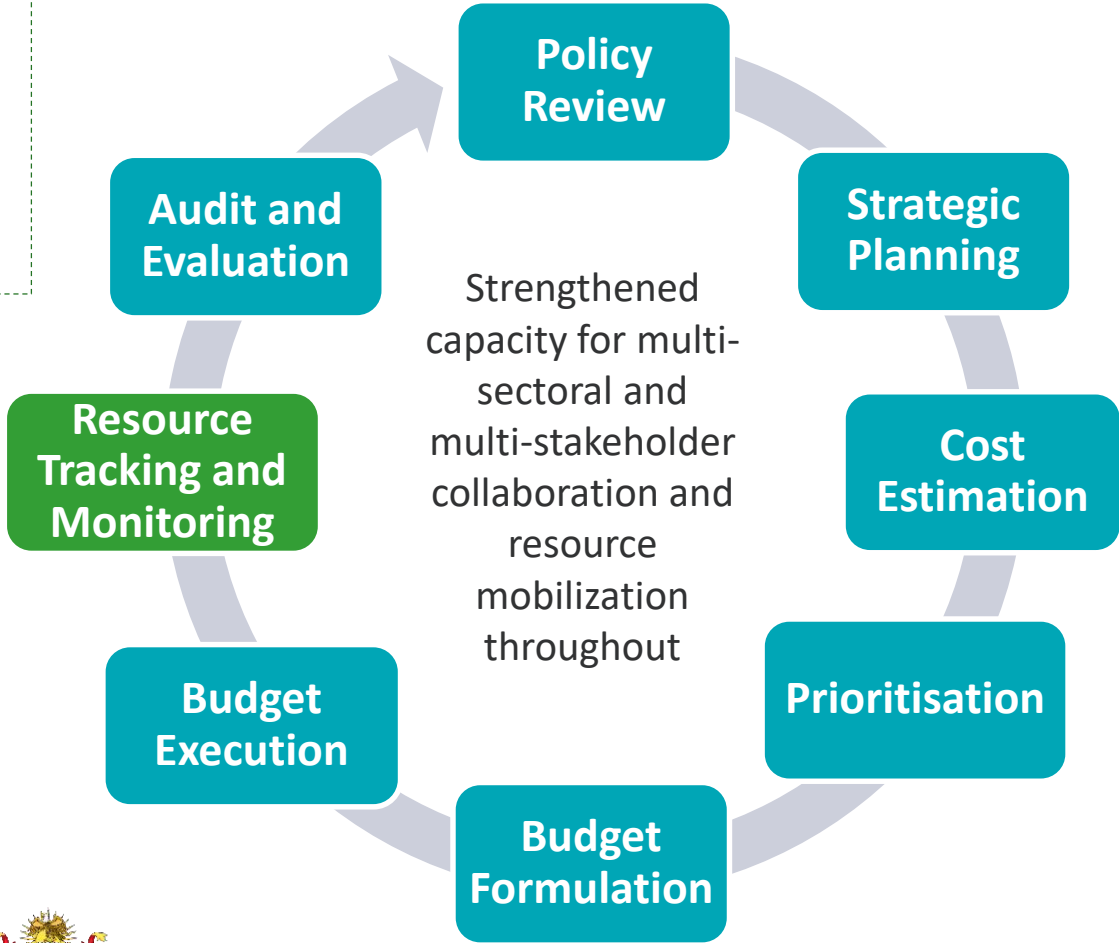 Policy
Review
Strategic
Planning
Cost
Estimation
Prioritisation
Budget
Formulation
Budget
Execution
Resource
Tracking and
Monitoring
Audit and
Evaluation
Strengthened
capacity for multi-
sectoral and
multi-stakeholder
collaboration and
resource
mobilization
throughout